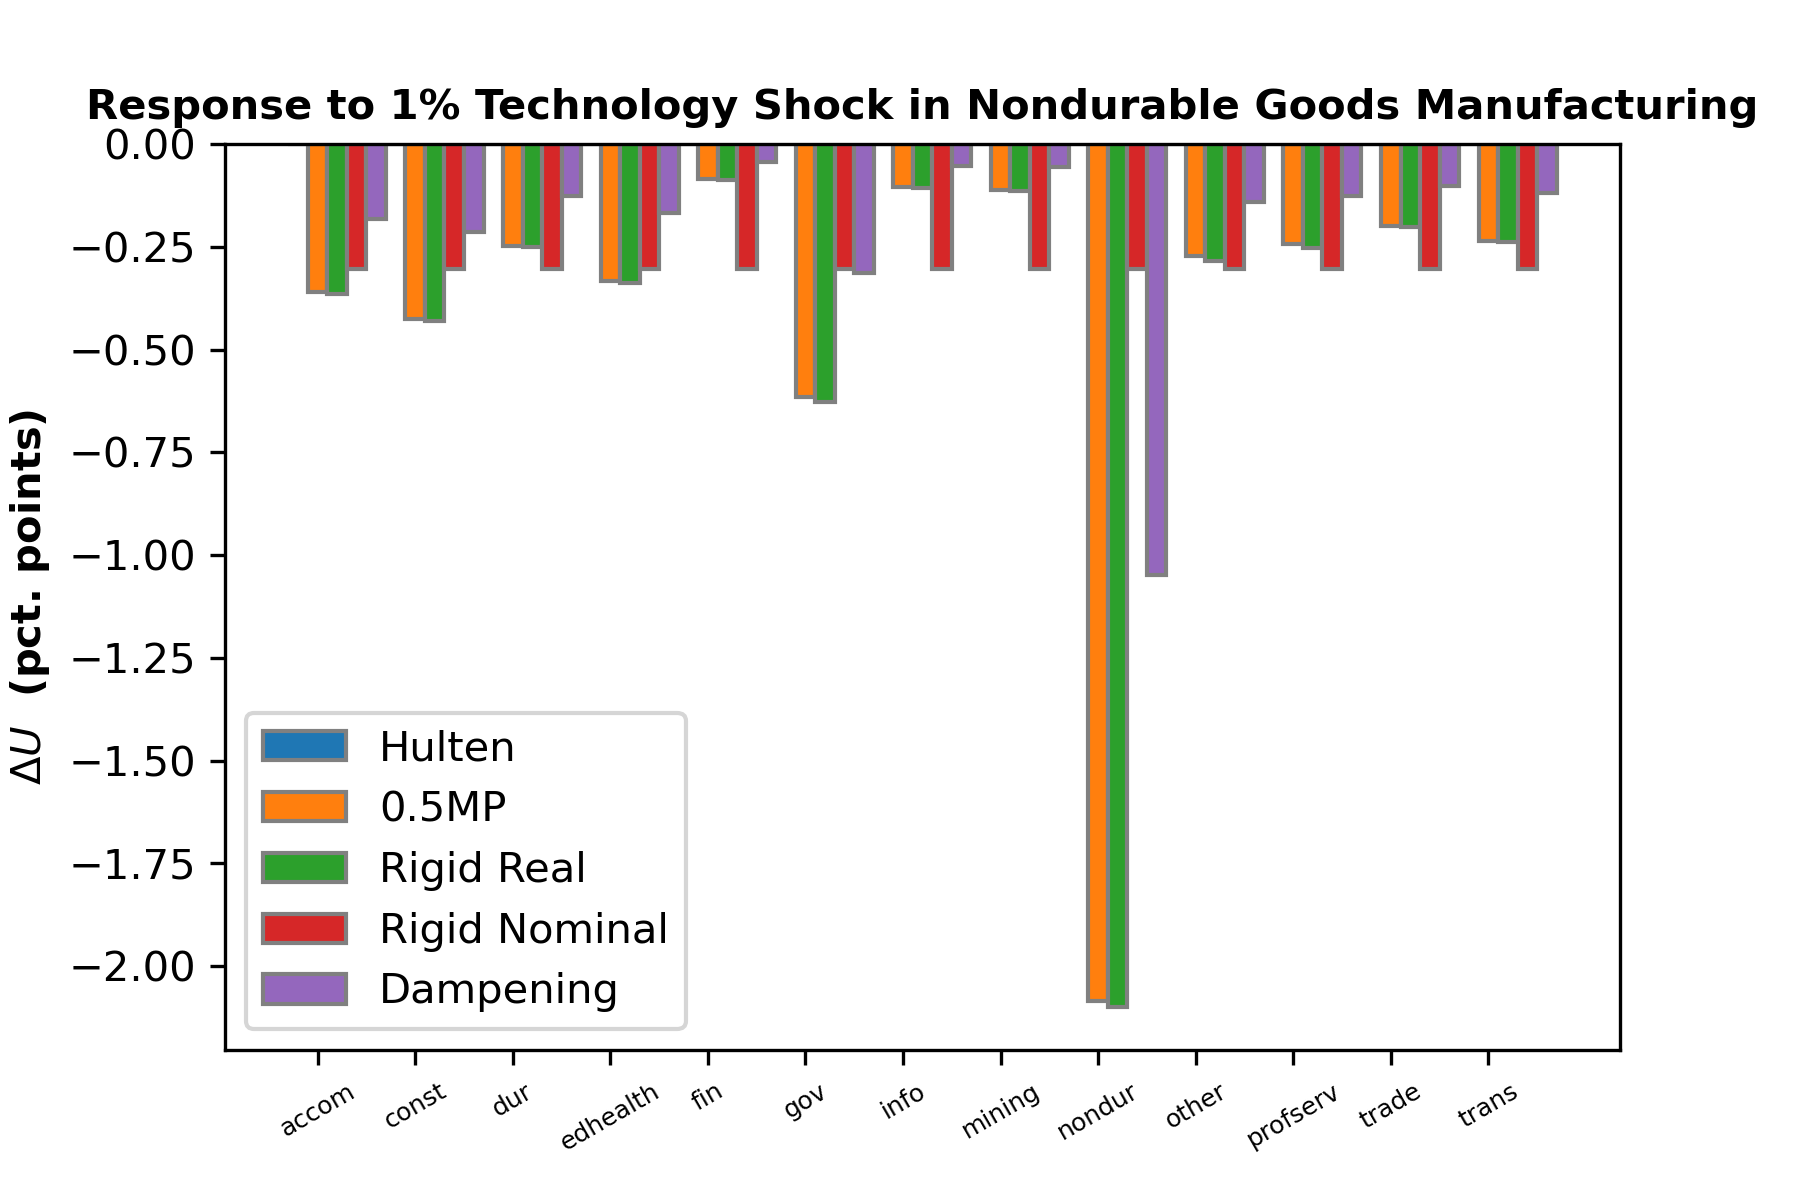 Response to 1% Technology Shock in Nondurable Goods Manufacturing
0.00
−0.25
−0.50
−0.75
−1.00
−1.25
−1.50
−1.75
−2.00
ΔU (pct. points)
Hulten
0.5MP
Rigid Real
Rigid Nominal
Dampening
accom
const
dur
edhealth
fin
gov
info
mining
nondur
other
profserv
trade
trans